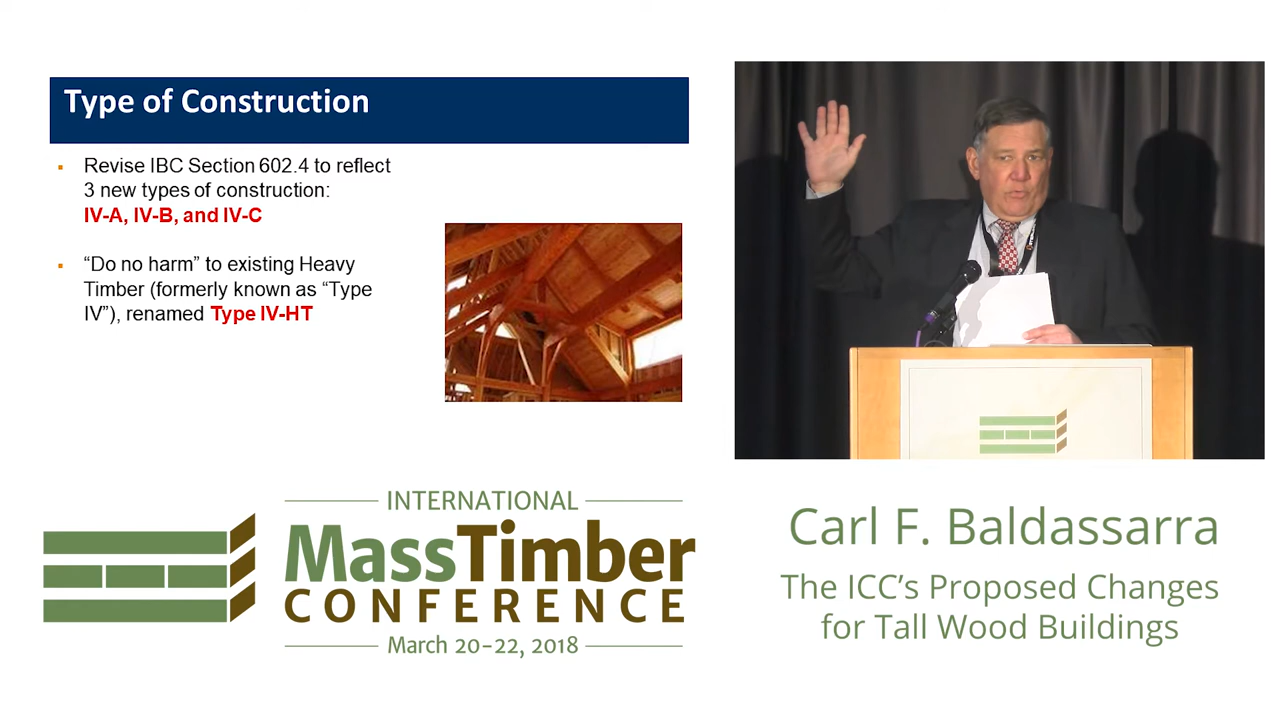 Type of Construction
▪ Revise IBC Section 602.4 to reflect
3 new types of construction:
IV-A, IV-B, and IV-C
▪ “Do no harm” to existing Heavy
Timber (formerly known as “Type
IV”), renamed Type IV-HT
INTERNATIONAL
MassTimber
CONFERENCE
March 20–22, 2018
Carl F. Baldassarra
The ICC’s Proposed Changes
for Tall Wood Buildings